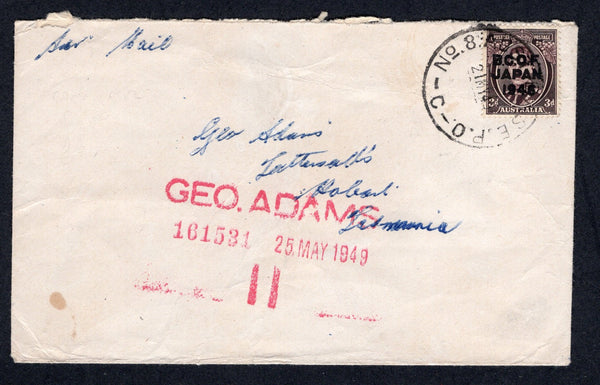 Air Mail
B.C.O.F.
JAPAN
1946
3d AUSTRALIA 3d
No. 8
Geo Adams
Tattersall's
Hobart
Tasmania
GEO. ADAMS
161531 25. MAY 1949
11